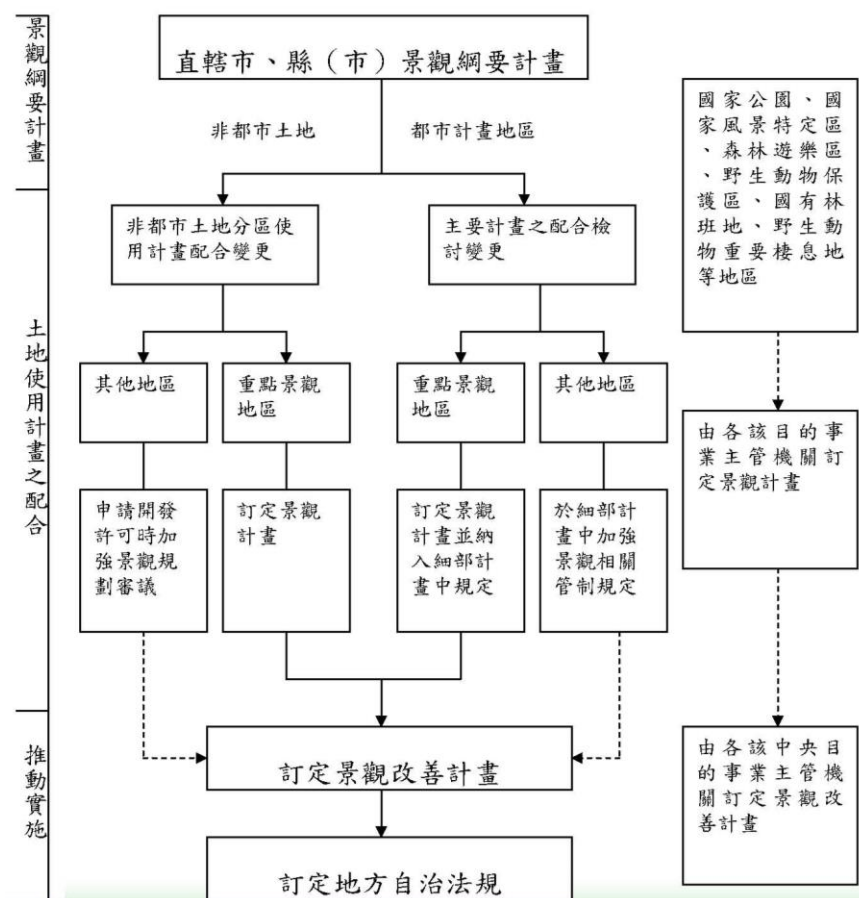 景觀綱要計畫
直轄市、縣（市）景觀綱要計畫
非都市土地
都市計畫地區
國家公園、國
家風景特定區
、森林遊樂區
、野生動物保
護區、國有林
班地、野生動
物重要棲息地
等地區
土地使用計畫之配合
非都市土地分區使
用計畫配合變更
主要計畫之配合檢
討變更
其他地區
重點景觀
地區
重點景觀
地區
其他地區
由各該目的事
業主管機關訂
定景觀計畫
申請開發
許可時加
強景觀規
劃審議
訂定景觀
計畫
訂定景觀
計畫並納
入細部計
畫中規定
於細部計
畫中加強
景觀相關
管制規定
推動實施
訂定景觀改善計畫
由各該中央目
的事業主管機
關訂定景觀改
善計畫
訂定地方自治法規